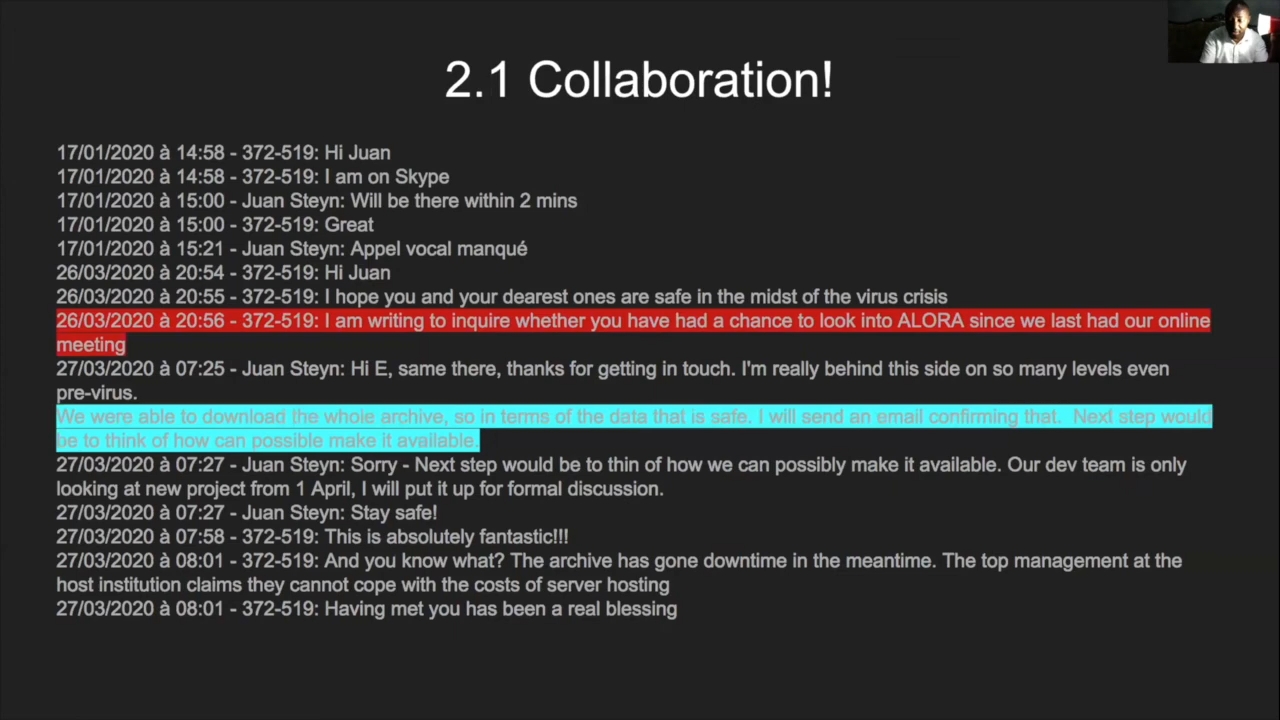 2.1 Collaboration!
17/01/2020 à 14:58 - 372-519: Hi Juan
17/01/2020 à 14:58 - 372-519: I am on Skype
17/01/2020 à 15:00 - Juan Steyn: Will be there within 2 mins
17/01/2020 à 15:00 - 372-519: Great
17/01/2020 à 15:21 - Juan Steyn: Appel vocal manqué
26/03/2020 à 20:54 - 372-519: Hi Juan
26/03/2020 à 20:55 - 372-519: I hope you and your dearest ones are safe in the midst of the virus crisis
26/03/2020 à 20:56 - 372-519: I am writing to inquire whether you have had a chance to look into ALORA since we last had our online
meeting
27/03/2020 à 07:25 - Juan Steyn: Hi E, same there, thanks for getting in touch. I'm really behind this side on so many levels even
pre-virus.
We were able to download the whole archive, so in terms of the data that is safe. I will send an email confirming that.  Next step would
be to think of how can possible make it available.
27/03/2020 à 07:27 - Juan Steyn: Sorry - Next step would be to thin of how we can possibly make it available. Our dev team is only
looking at new project from 1 April, I will put it up for formal discussion.
27/03/2020 à 07:27 - Juan Steyn: Stay safe!
27/03/2020 à 07:58 - 372-519: This is absolutely fantastic!!!
27/03/2020 à 08:01 - 372-519: And you know what? The archive has gone downtime in the meantime. The top management at the
host institution claims they cannot cope with the costs of server hosting
27/03/2020 à 08:01 - 372-519: Having met you has been a real blessing